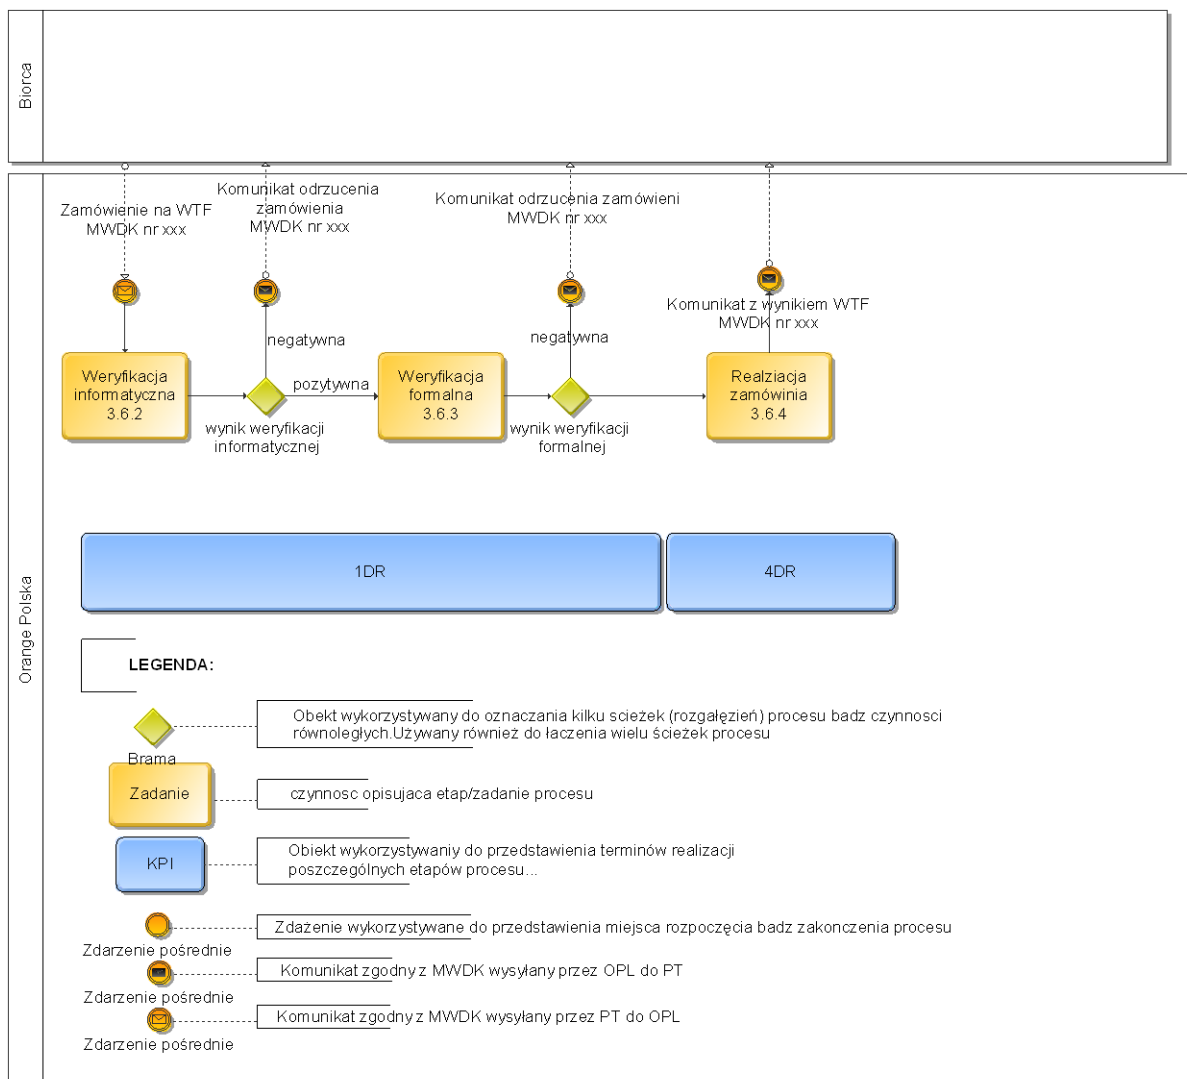 Biorca
Orange Polska
Zamówienie na WTF
MWDK nr xxx
Komunikat odrzucenia
zamówienia
MWDK nr xxx
Komunikat odrzucenia zamówieni
MWDK nr xxx
Komunikat z wynikiem WTF
MWDK nr xxx
negatywna
negatywna
Weryfikacja
informatyczna
3.6.2
pozytywna
Weryfikacja
formalna
3.6.3
Realziacja
zamówinia
3.6.4
wynik weryfikacji
informatycznej
wynik weryfikacji
formalnej
1DR
4DR
LEGENDA:
Obekt wykorzystywany do oznaczania kilku scieżek (rozgałęzień) procesu badz czynnosci
równoległych.Używany również do łaczenia wielu ścieżek procesu
Brama
Zadanie
czynnosc opisujaca etap/zadanie procesu
KPI
Obiekt wykorzystywaniy do przedstawienia terminów realizacji
poszczególnych etapów procesu...
Zdażenie wykorzystywane do przedstawienia miejsca rozpoczęcia badz zakonczenia procesu
Zdarzenie pośrednie
Komunikat zgodny z MWDK wysyłany przez OPL do PT
Zdarzenie pośrednie
Komunikat zgodny z MWDK wysyłany przez PT do OPL
Zdarzenie pośrednie